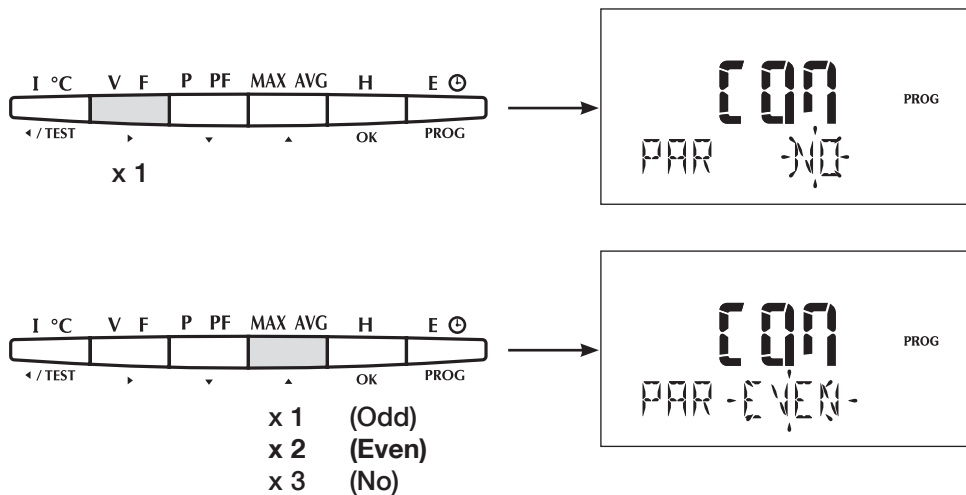 I °C V F P PF MAX AVG H E
/ TEST OK PROG
x 1
COM
PROG
PAR NO
I °C V F P PF MAX AVG H E
/ TEST OK PROG
x 1 (Odd)
x 2 (Even)
x 3 (No)
COM
PROG
PAR EVEN